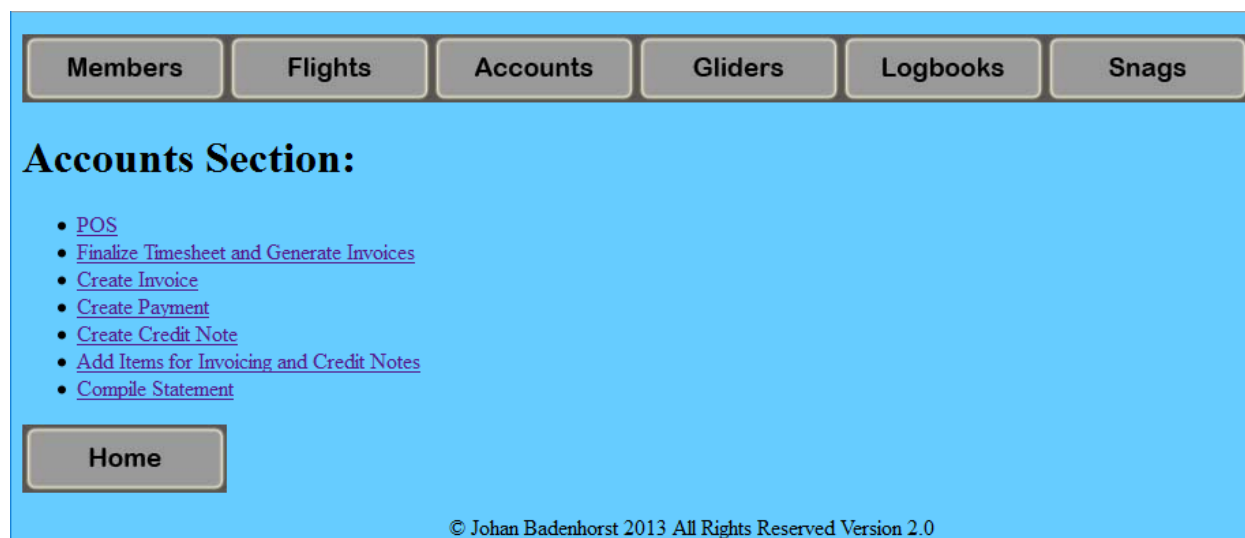 Members Flights Accounts Gliders Logbooks Snags
Accounts Section:
POS
Finalize Timesheet and Generate Invoices
Create Invoice
Create Payment
Create Credit Note
Add Items for Invoicing and Credit Notes
Compile Statement
Home
© Johan Badenhorst 2013 All Rights Reserved Version 2.0